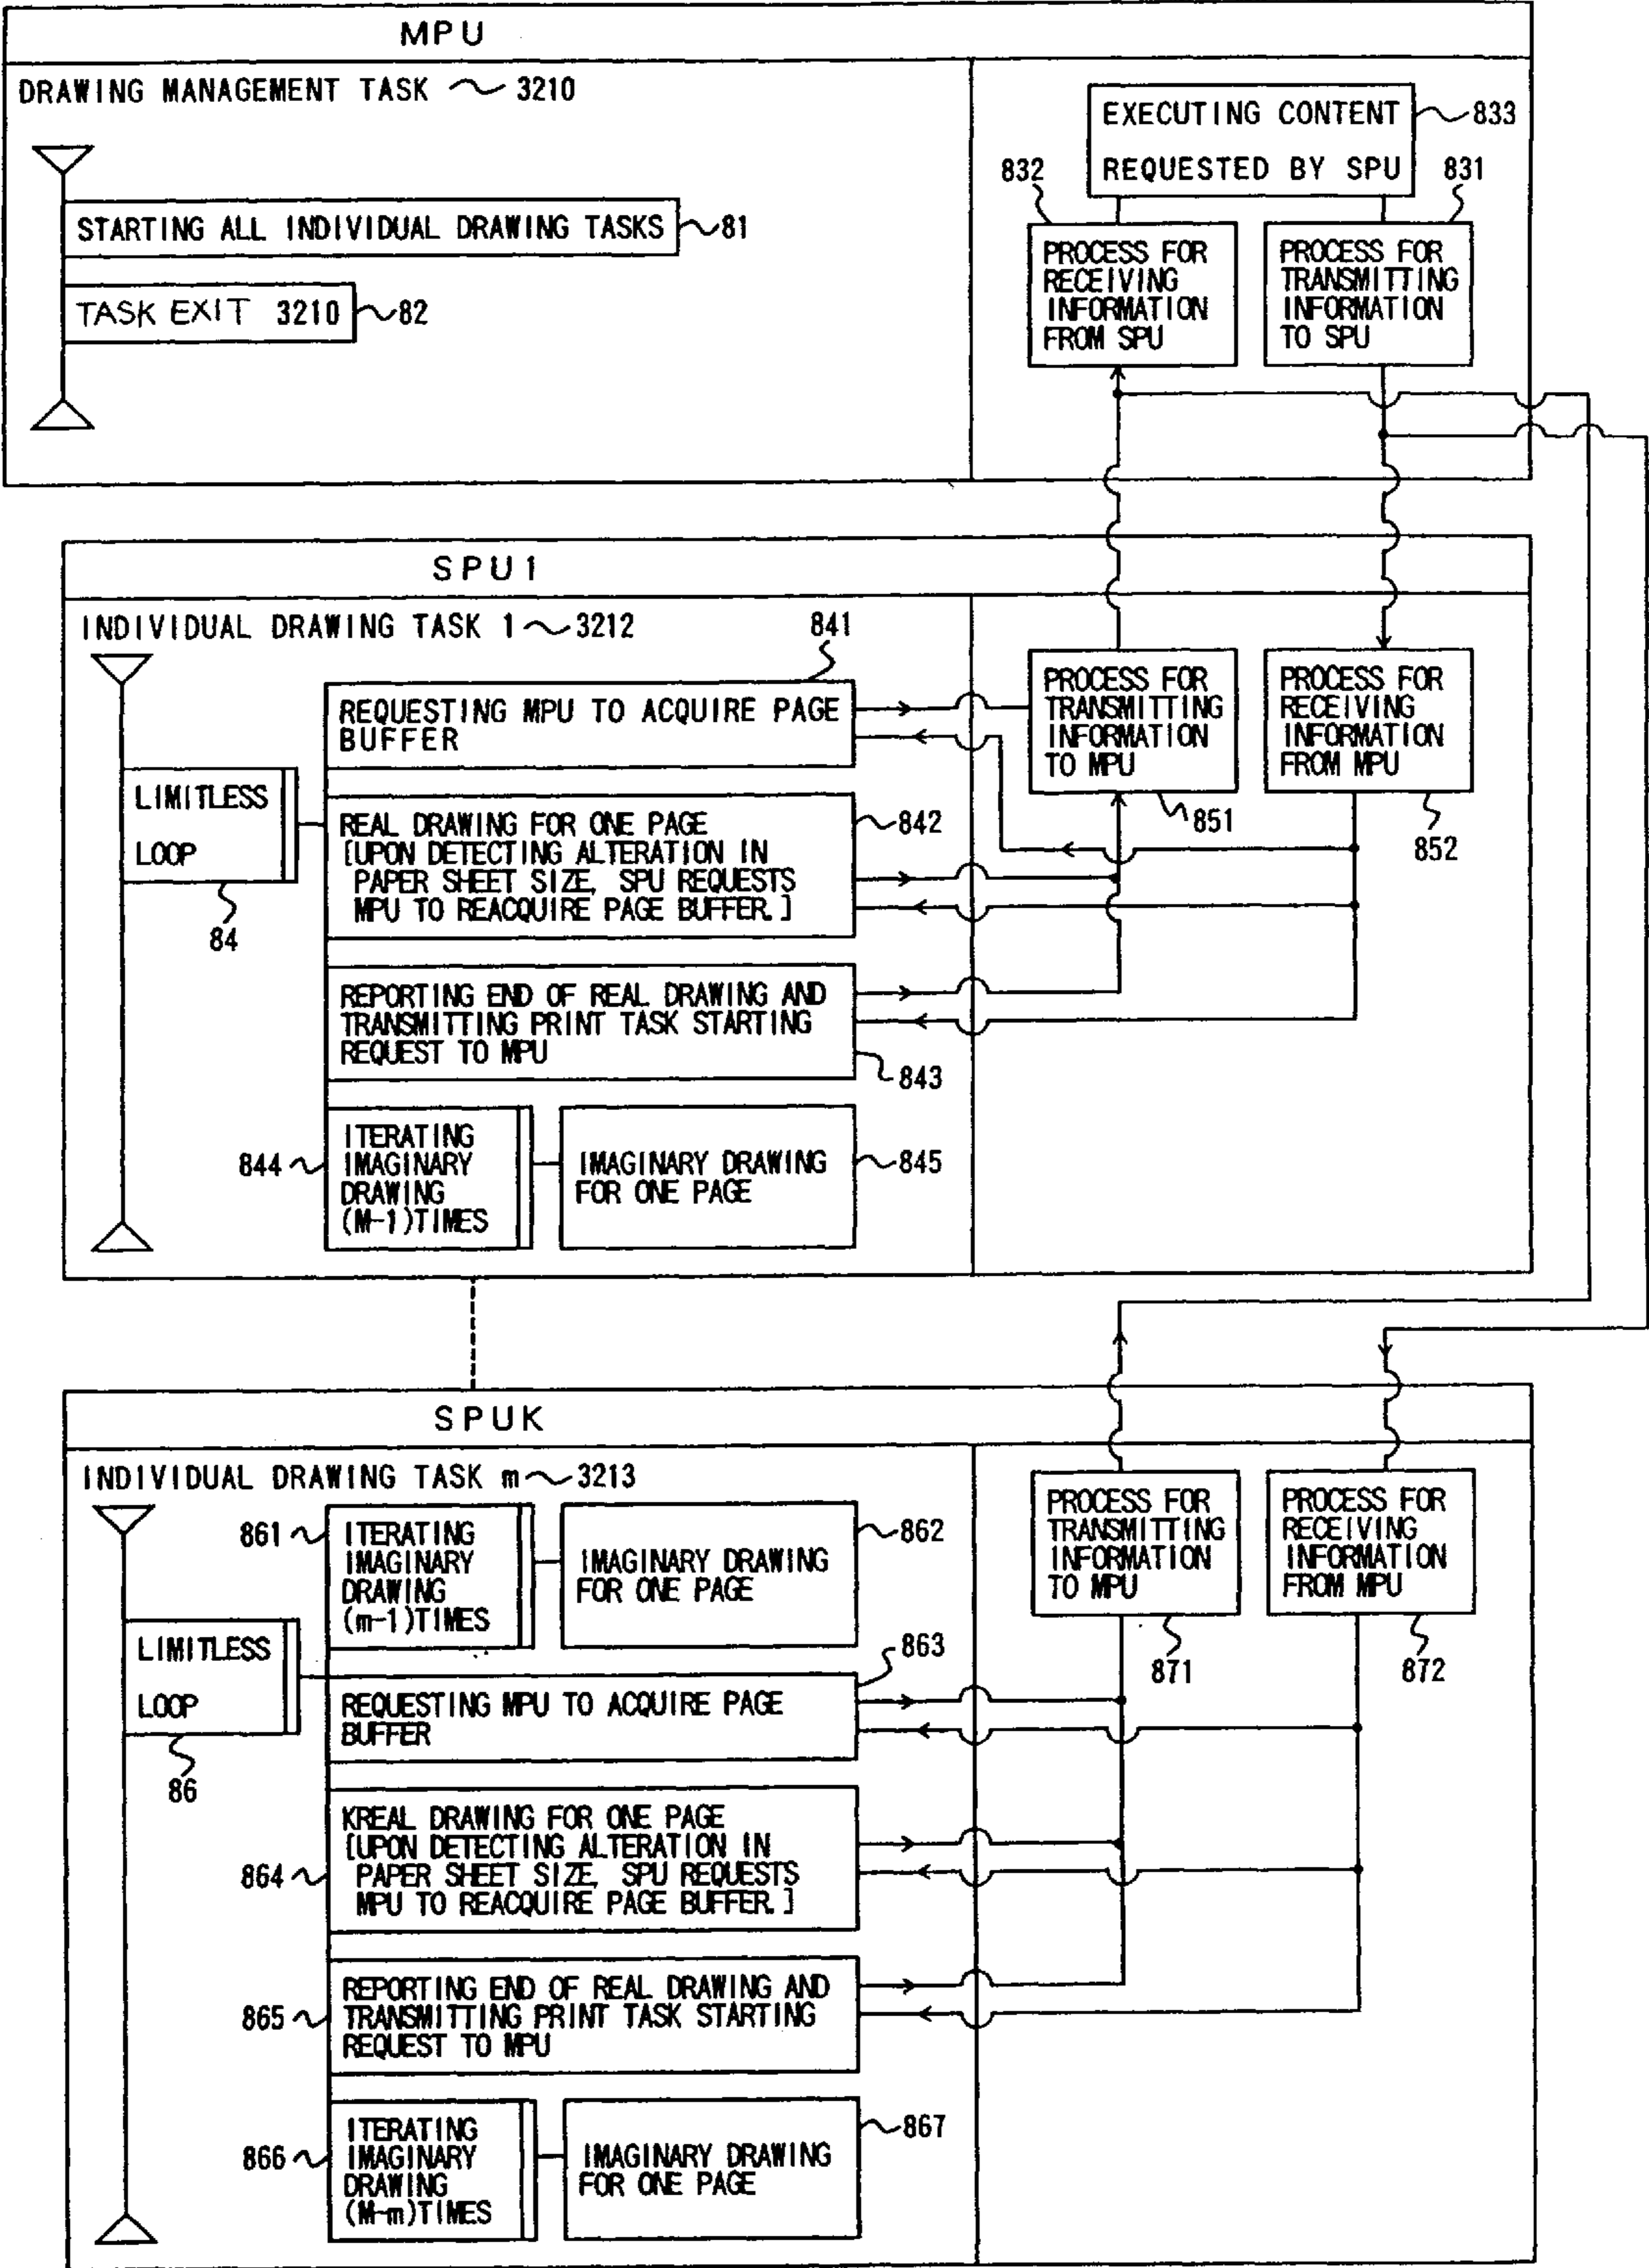 MPU
DRAWING MANAGEMENT TASK 3210
STARTING ALL INDIVIDUAL DRAWING TASKS 81
TASK EXIT 3210 82
EXECUTING CONTENT
REQUESTED BY SPU
833
832
831
PROCESS FOR
RECEIVING
INFORMATION
FROM SPU
PROCESS FOR
TRANSMITTING
INFORMATION
TO SPU
SPU1
INDIVIDUAL DRAWING TASK 1 3212
841
REQUESTING MPU TO ACQUIRE PAGE
BUFFER
LIMITLESS
LOOP
84
REAL DRAWING FOR ONE PAGE
[UPON DETECTING ALTERATION IN
PAPER SHEET SIZE, SPU REQUESTS
MPU TO REACQUIRE PAGE BUFFER.]
842
REPORTING END OF REAL DRAWING AND
TRANSMITTING PRINT TASK STARTING
REQUEST TO MPU
843
844
ITERATING
IMAGINARY
DRAWING
(M-1)TIMES
IMAGINARY DRAWING
FOR ONE PAGE
845
PROCESS FOR
TRANSMITTING
INFORMATION
TO MPU
851
PROCESS FOR
RECEIVING
INFORMATION
FROM MPU
852
SPUK
INDIVIDUAL DRAWING TASK m 3213
861
ITERATING
IMAGINARY
DRAWING
(m-1)TIMES
IMAGINARY DRAWING
FOR ONE PAGE
862
LIMITLESS
LOOP
86
863
REQUESTING MPU TO ACQUIRE PAGE
BUFFER
864
KREAL DRAWING FOR ONE PAGE
[UPON DETECTING ALTERATION IN
PAPER SHEET SIZE, SPU REQUESTS
MPU TO REACQUIRE PAGE BUFFER.]
865
REPORTING END OF REAL DRAWING AND
TRANSMITTING PRINT TASK STARTING
REQUEST TO MPU
866
ITERATING
IMAGINARY
DRAWING
(M-m)TIMES
IMAGINARY DRAWING
FOR ONE PAGE
867
PROCESS FOR
TRANSMITTING
INFORMATION
TO MPU
871
PROCESS FOR
RECEIVING
INFORMATION
FROM MPU
872